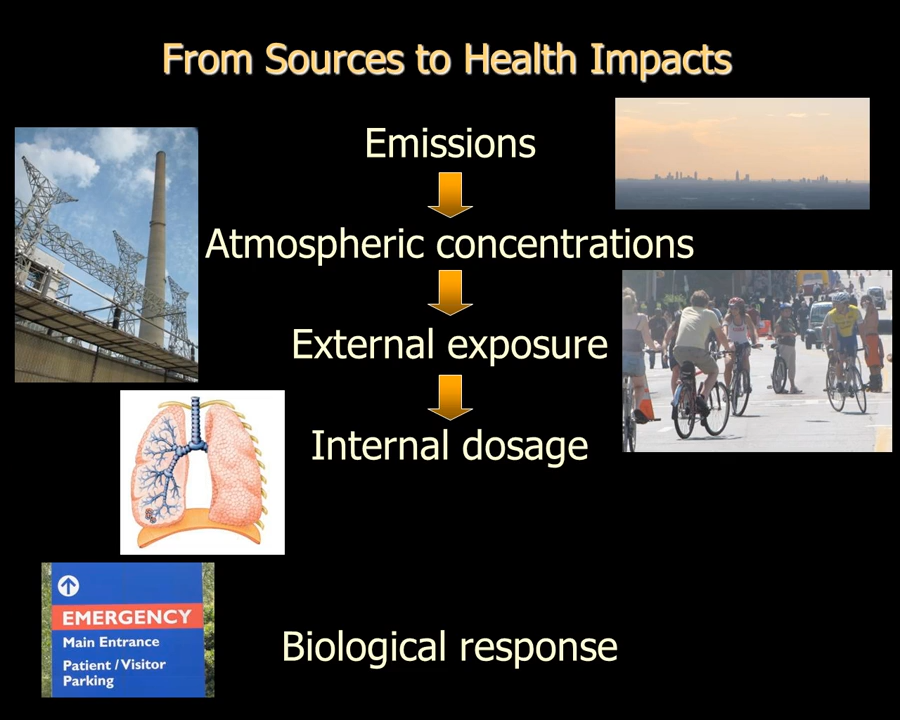 From Sources to Health Impacts
Emissions
Atmospheric concentrations
External exposure
Internal dosage
EMERGENCY
Main Entrance
Patient / Visitor
Parking
Biological response